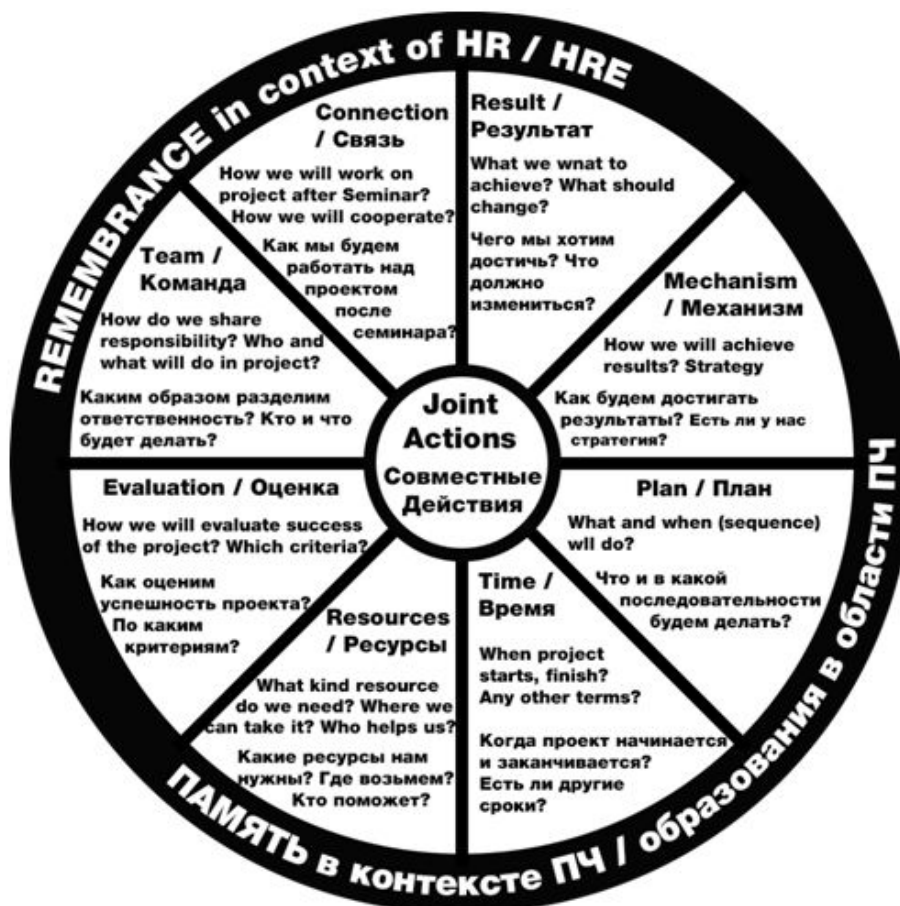 REMEMBRANCE in context of HR / HRE
Connection
/ Связь
How we will work on
project after Seminar?
How we will cooperate?
Как мы будем
работать над
проектом
после
семинара?
Result /
Результат
What we wnat to
achieve? What should
change?
Чего мы хотим
достичь? Что
должно
измениться?
Mechanism
/ Механизм
How we will achieve
results? Strategy
Как будем достигать
результаты? Есть ли у нас
стратегия?
Team /
Команда
How do we share
responsibility? Who and
what will do in project?
Каким образом разделим
ответственность? Кто и что
будет делать?
Joint
Actions
Совместные
Действия
Evaluation / Оценка
How we will evaluate success
of the project? Which criteria?
Как оценим
успешность проекта?
По каким
критериям?
Resources
/ Ресурсы
What kind resource
do we need? Where we
can take it? Who helps us?
Какие ресурсы нам
нужны? Где возьмем?
Кто поможет?
Time /
Время
When project
starts, finish?
Any other terms?
Когда проект начинается
и заканчивается?
Есть ли другие
сроки?
Plan / План
What and when (sequence)
wll do?
Что и в какой
последовательности
будем делать?
ПАМЯТЬ в контексте ПЧ / образования в области ПЧ